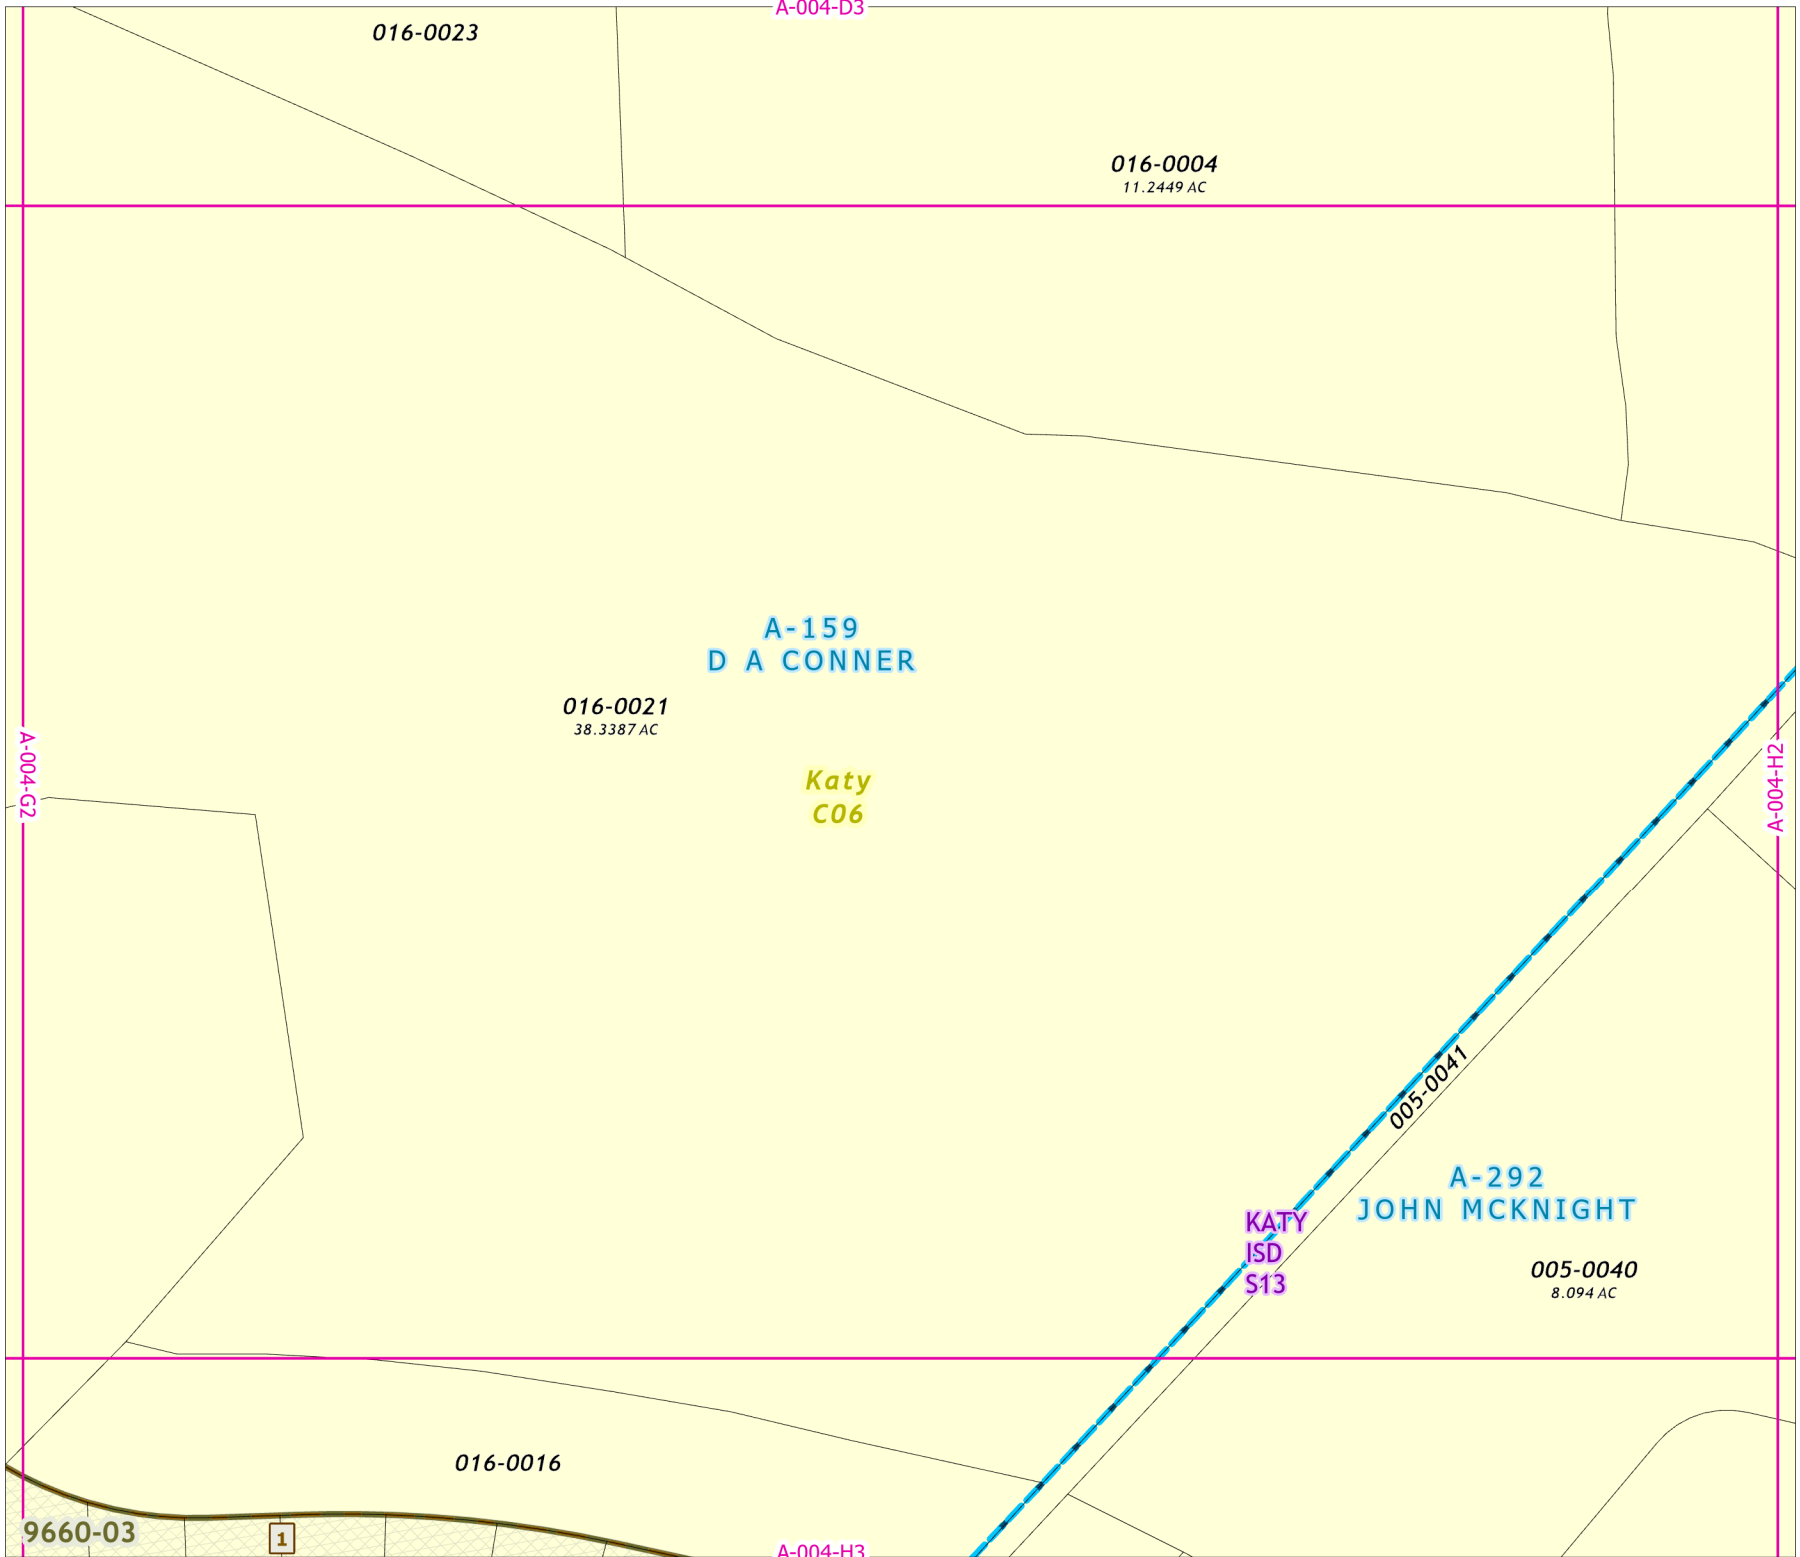 A-004-D3
016-0023
016-0004
11.2449 AC
A-159
D A CONNER
016-0021
38.3387 AC
Katy
C06
A-004-G2
A-004-H2
005-0041
A-292
JOHN MCKNIGHT
KATY
ISD
S13
005-0040
8.094 AC
016-0016
9660-03
1
A-004-H3